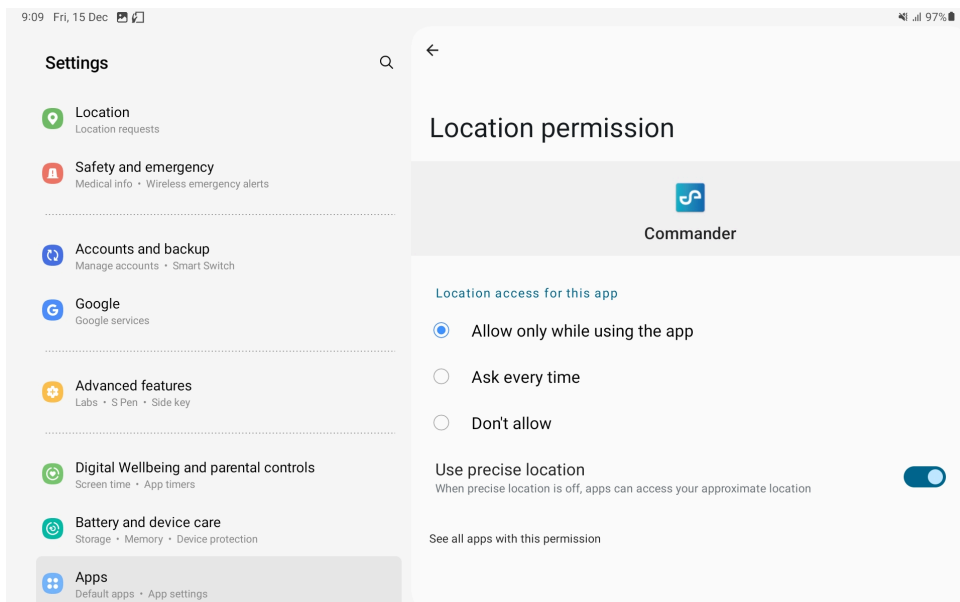 9:09 Fri, 15 Dec
97%
Settings
Location
Location requests
Safety and emergency
Medical info • Wireless emergency alerts
Accounts and backup
Manage accounts • Smart Switch
Google
Google services
Advanced features
Labs • S Pen • Side key
Digital Wellbeing and parental controls
Screen time • App timers
Battery and device care
Storage • Memory • Device protection
Apps
Default apps • App settings
Location permission
Commander
Location access for this app
Allow only while using the app
Ask every time
Don't allow
Use precise location
When precise location is off, apps can access your approximate location
See all apps with this permission